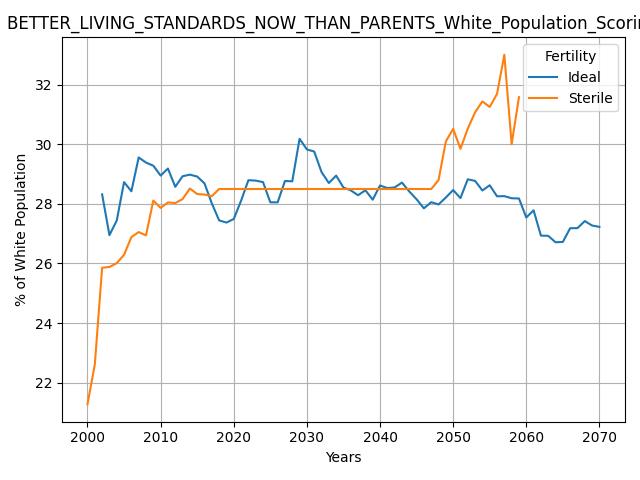 BETTER_LIVING_STANDARDS_NOW_THAN_PARENTS_White_Population_Scorin
Fertility
Ideal
Sterile
% of White Population
32
30
28
26
24
22
2000 2010 2020 2030 2040 2050 2060 2070
Years